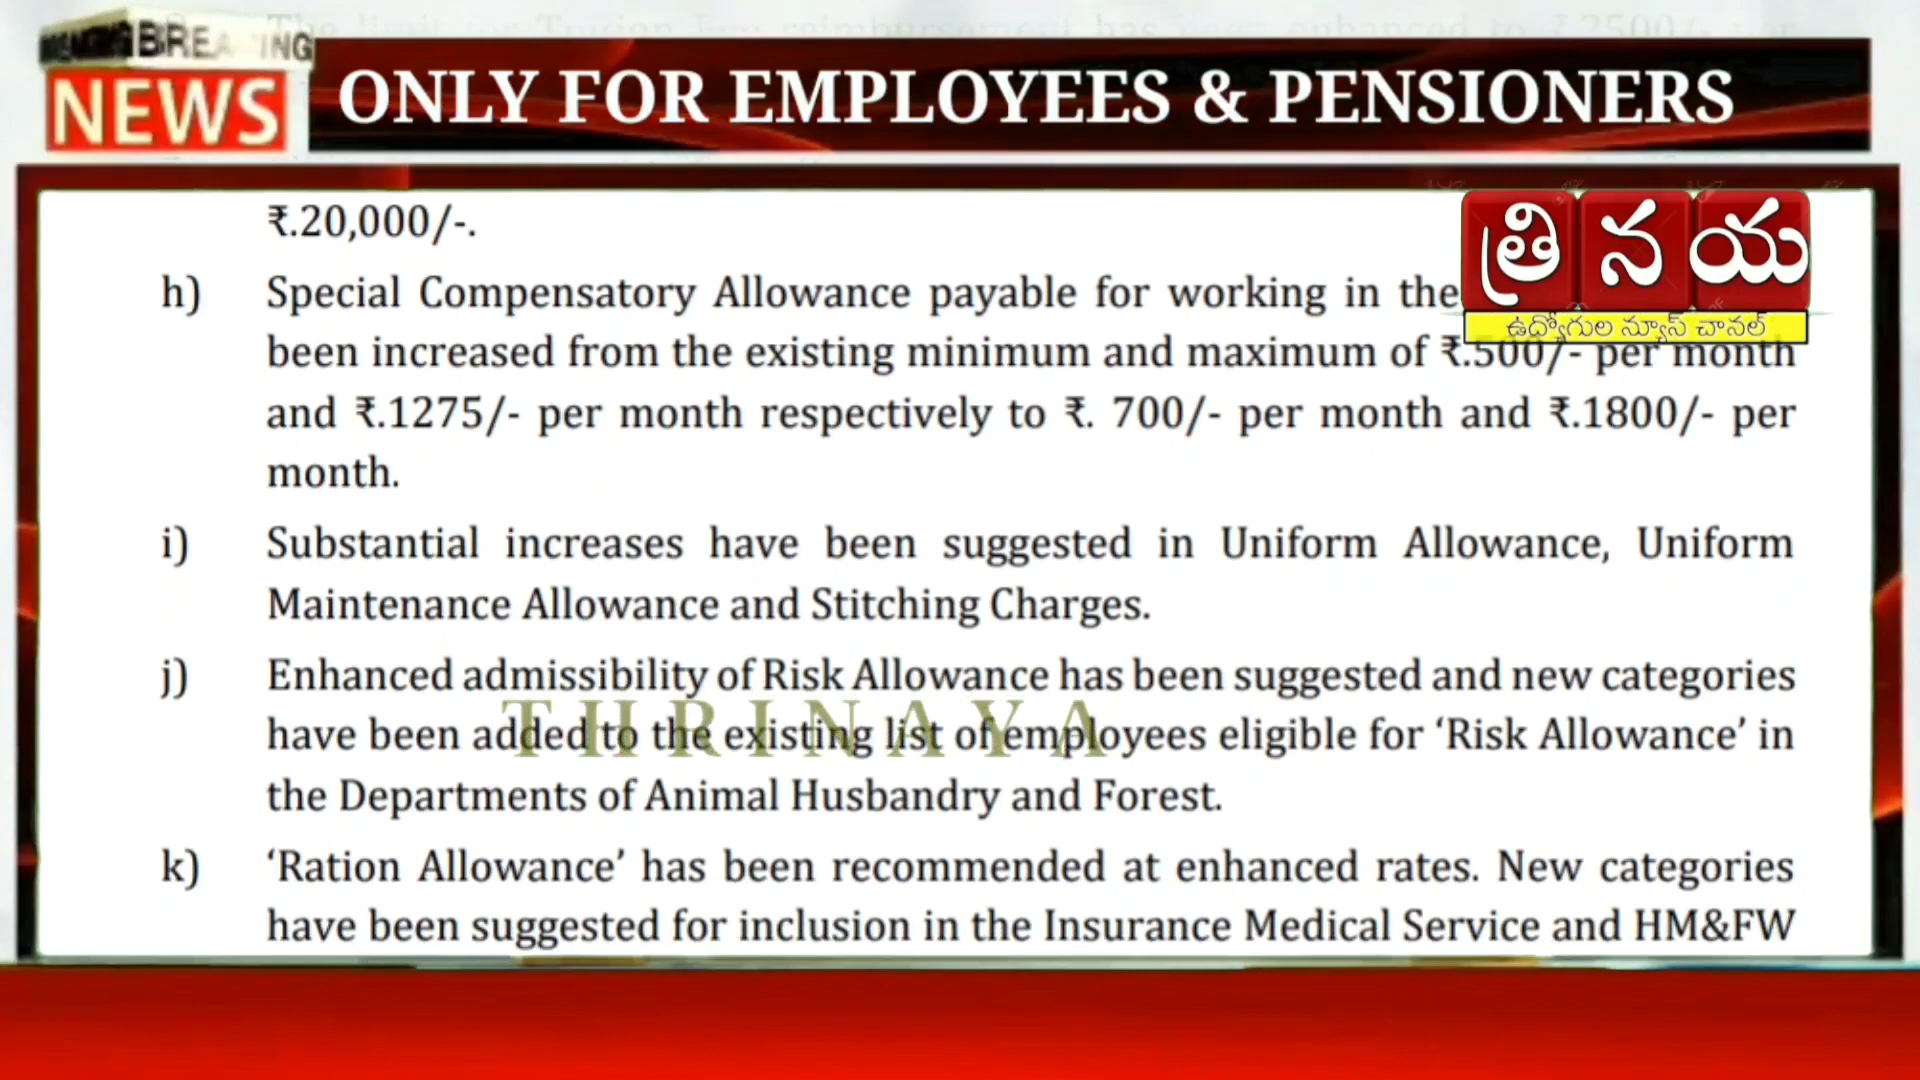 BREAKING
NEWS
ONLY FOR EMPLOYEES & PENSIONERS
త్రినయ
ఉద్యోగుల న్యూస్ చానల్
₹.20,000/-.
h) Special Compensatory Allowance payable for working in the
been increased from the existing minimum and maximum of ₹.500/- per month
and ₹.1275/- per month respectively to ₹. 700/- per month and ₹.1800/- per
month.
i) Substantial increases have been suggested in Uniform Allowance, Uniform
Maintenance Allowance and Stitching Charges.
j) Enhanced admissibility of Risk Allowance has been suggested and new categories
have been added to the existing list of employees eligible for ‘Risk Allowance’ in
the Departments of Animal Husbandry and Forest.
THRINAYA
k) ‘Ration Allowance’ has been recommended at enhanced rates. New categories
have been suggested for inclusion in the Insurance Medical Service and HM&FW